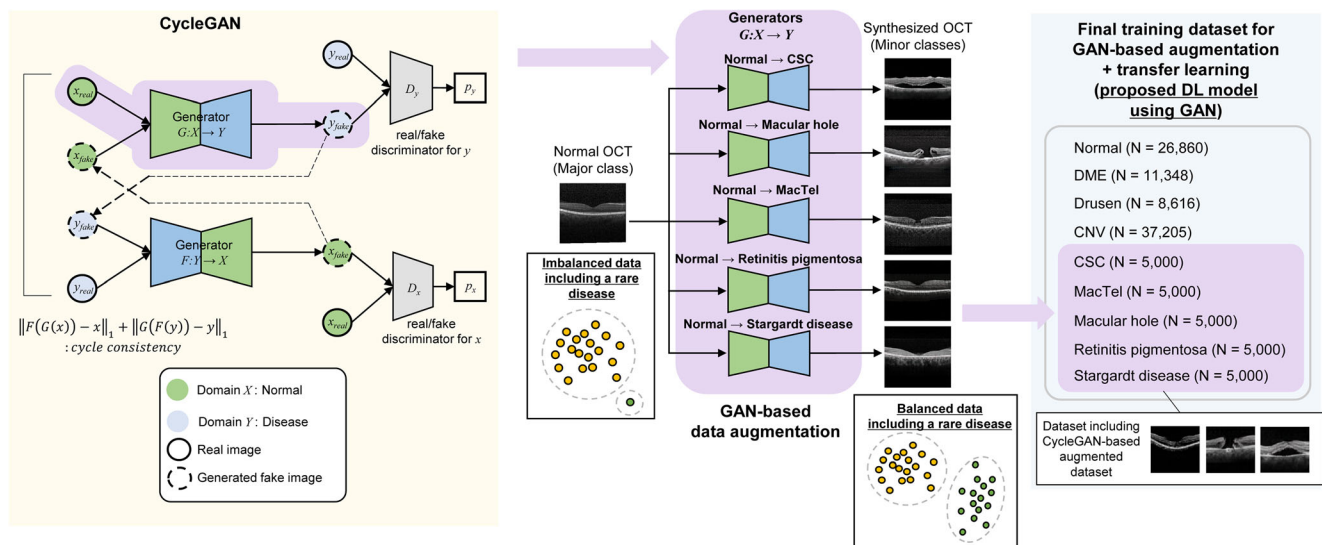 CycleGAN
y_real
x_real
Generator
G:X → Y
y_fake
D_y
p_y
real/fake
discriminator for y
x_fake
y_fake
Generator
F:Y → X
x_fake
y_real
D_x
p_x
x_real
real/fake
discriminator for x
‖F(G(x)) − x‖₁ + ‖G(F(y)) − y‖₁
: cycle consistency
Domain X : Normal
Domain Y : Disease
Real image
Generated fake image
Normal OCT
(Major class)
Imbalanced data
including a rare
disease
Generators
G:X → Y
Normal → CSC
Normal → Macular hole
Normal → MacTel
Normal → Retinitis pigmentosa
Normal → Stargardt disease
GAN-based
data augmentation
Synthesized OCT
(Minor classes)
Balanced data
including a rare disease
Final training dataset for
GAN-based augmentation
+ transfer learning
(proposed DL model
using GAN)
Normal (N = 26,860)
DME (N = 11,348)
Drusen (N = 8,616)
CNV (N = 37,205)
CSC (N = 5,000)
MacTel (N = 5,000)
Macular hole (N = 5,000)
Retinitis pigmentosa (N = 5,000)
Stargardt disease (N = 5,000)
Dataset including
CycleGAN-based
augmented
dataset